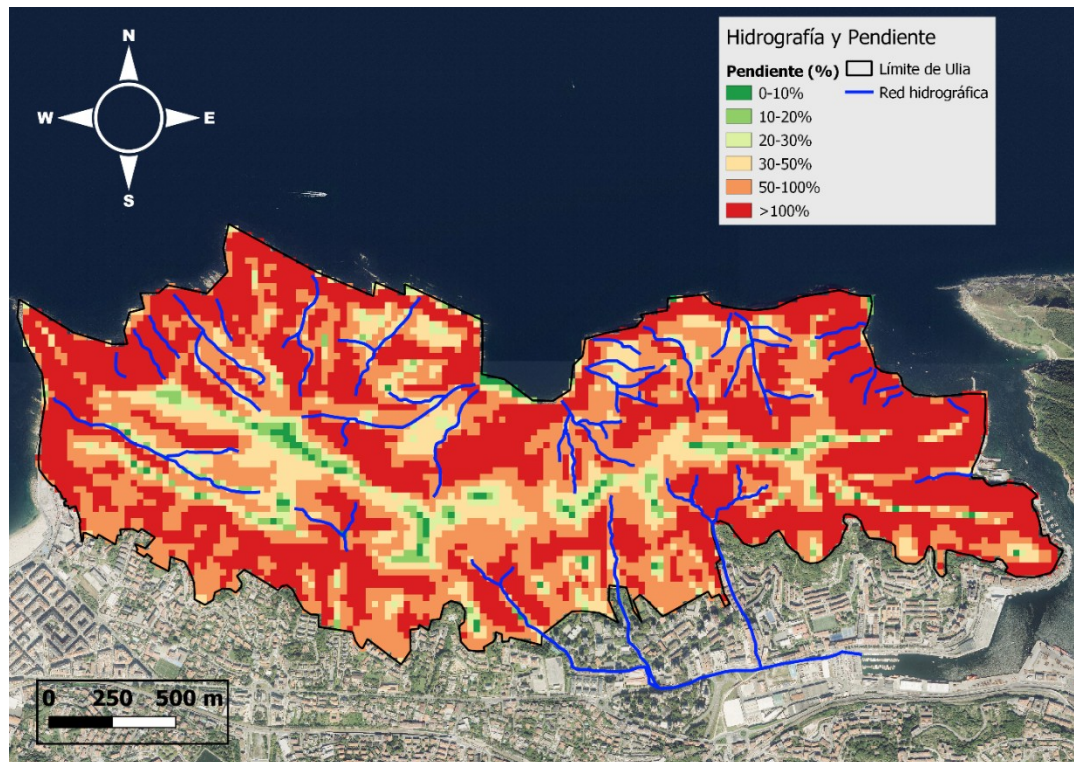 N
W E
S
Hidrografía y Pendiente
Pendiente (%) Límite de Ulia
0-10% Red hidrográfica
10-20%
20-30%
30-50%
50-100%
>100%
0 250 500 m